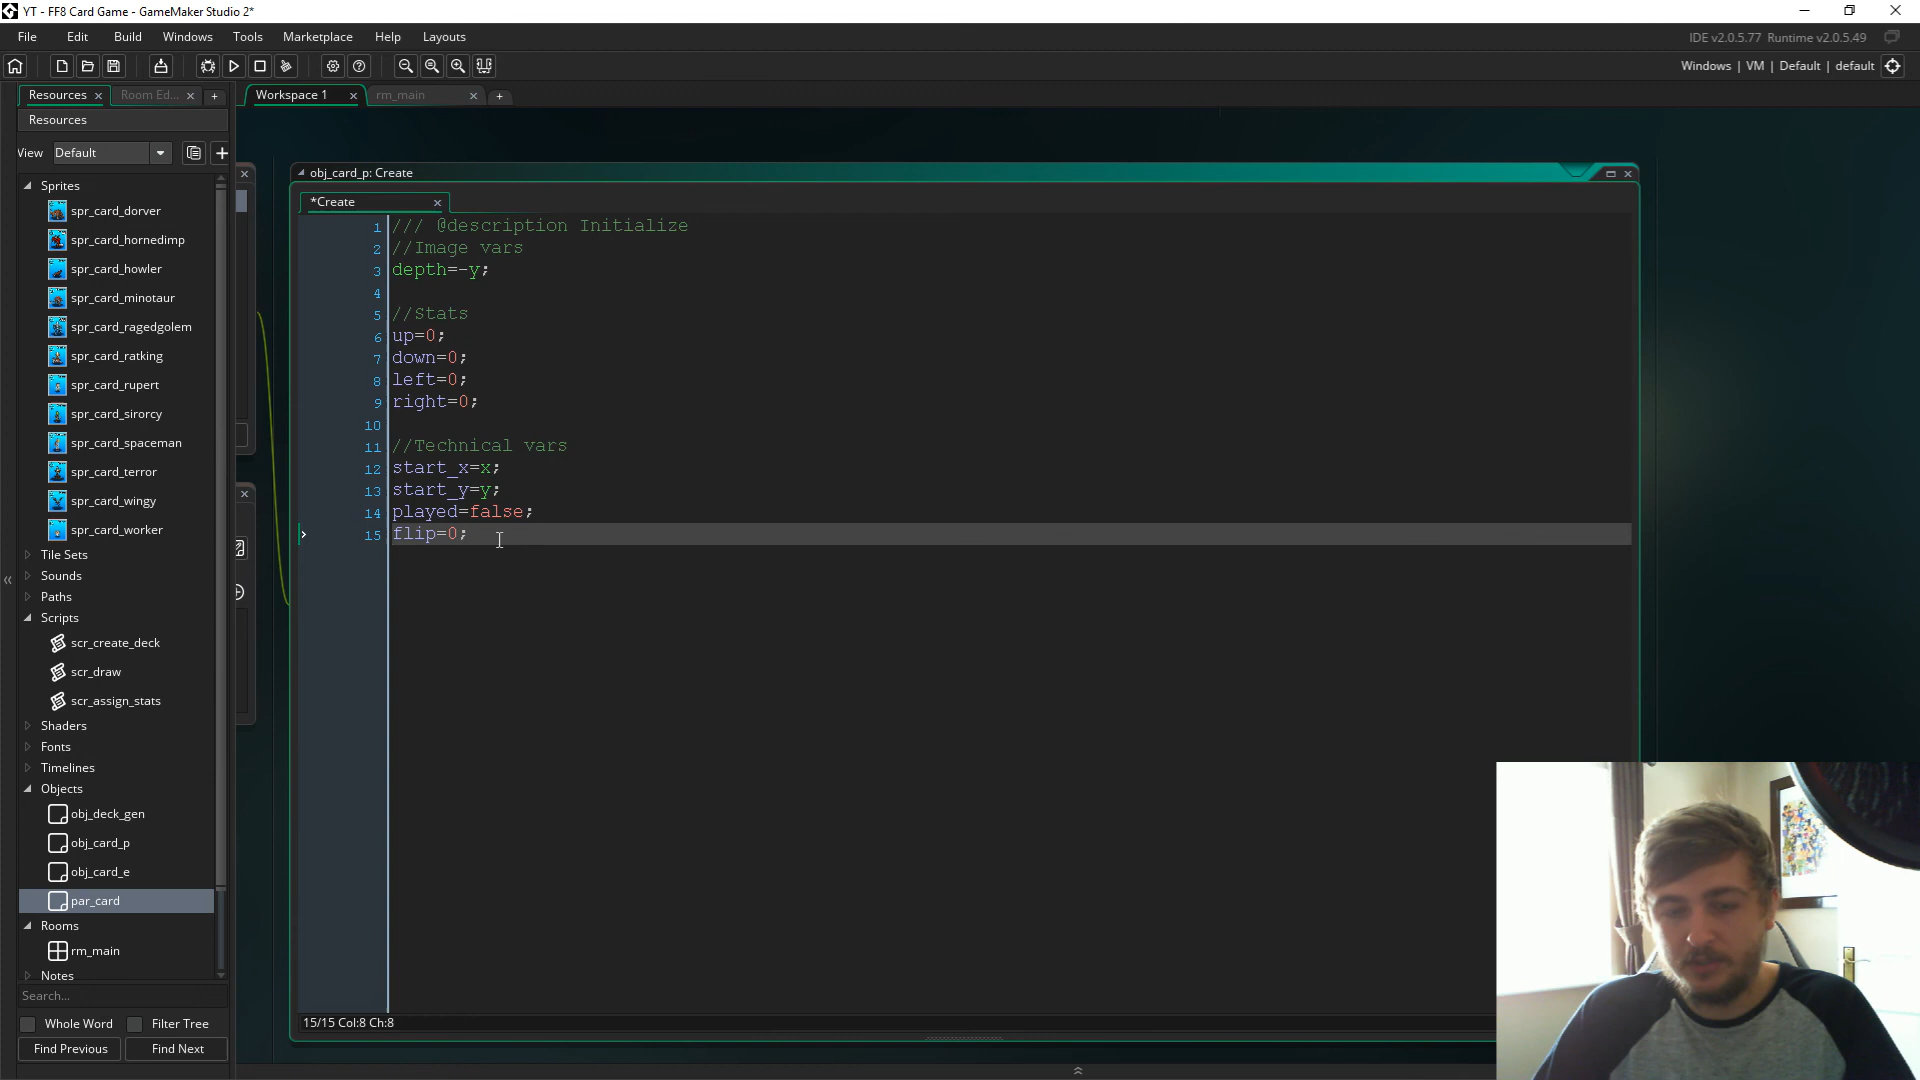 YT - FF8 Card Game - GameMaker Studio 2*
File Edit Build Windows Tools Marketplace Help Layouts
IDE v2.0.5.77 Runtime v2.0.5.49
Windows | VM | Default | default
Resources Room Ed...
Workspace 1 rm_main
Resources
View Default
Sprites
spr_card_dorver
spr_card_hornedimp
spr_card_howler
spr_card_minotaur
spr_card_ragedgolem
spr_card_ratking
spr_card_rupert
spr_card_sirorcy
spr_card_spaceman
spr_card_terror
spr_card_wingy
spr_card_worker
Tile Sets
Sounds
Paths
Scripts
scr_create_deck
scr_draw
scr_assign_stats
Shaders
Fonts
Timelines
Objects
obj_deck_gen
obj_card_p
obj_card_e
par_card
Rooms
rm_main
Notes
Search...
Whole Word Filter Tree
Find Previous Find Next
obj_card_p: Create
*Create
1 /// @description Initialize
2 //Image vars
3 depth=-y;
4
5 //Stats
6 up=0;
7 down=0;
8 left=0;
9 right=0;
10
11 //Technical vars
12 start_x=x;
13 start_y=y;
14 played=false;
15 flip=0;
15/15 Col:8 Ch:8